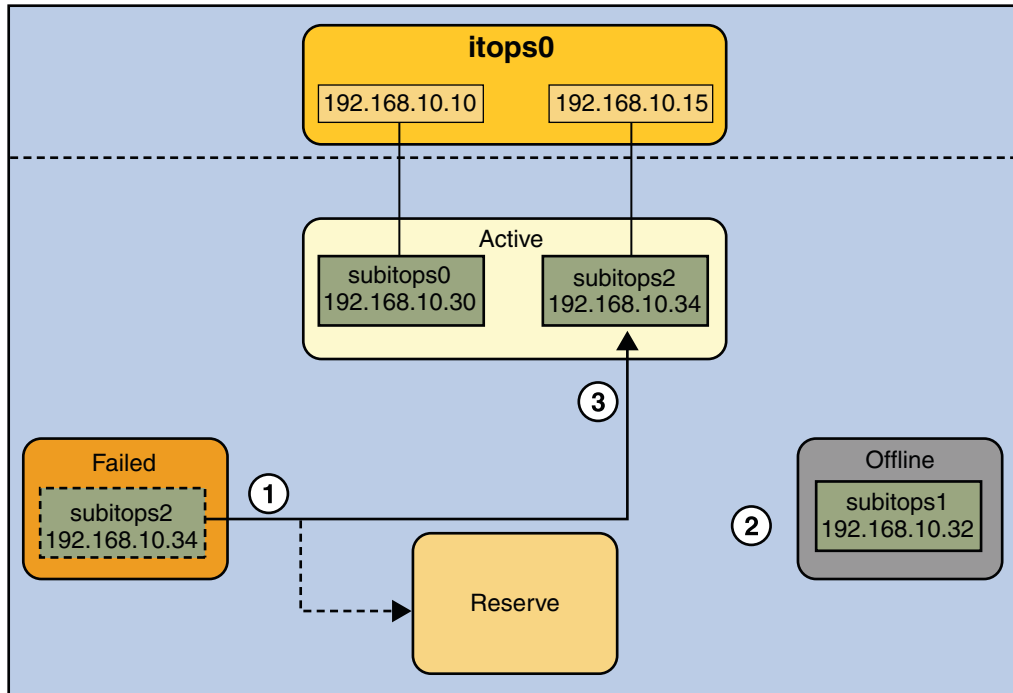 itops0
192.168.10.10
192.168.10.15
Active
subitops0
192.168.10.30
subitops2
192.168.10.34
3
Failed
subitops2
192.168.10.34
1
2
Offline
subitops1
192.168.10.32
Reserve